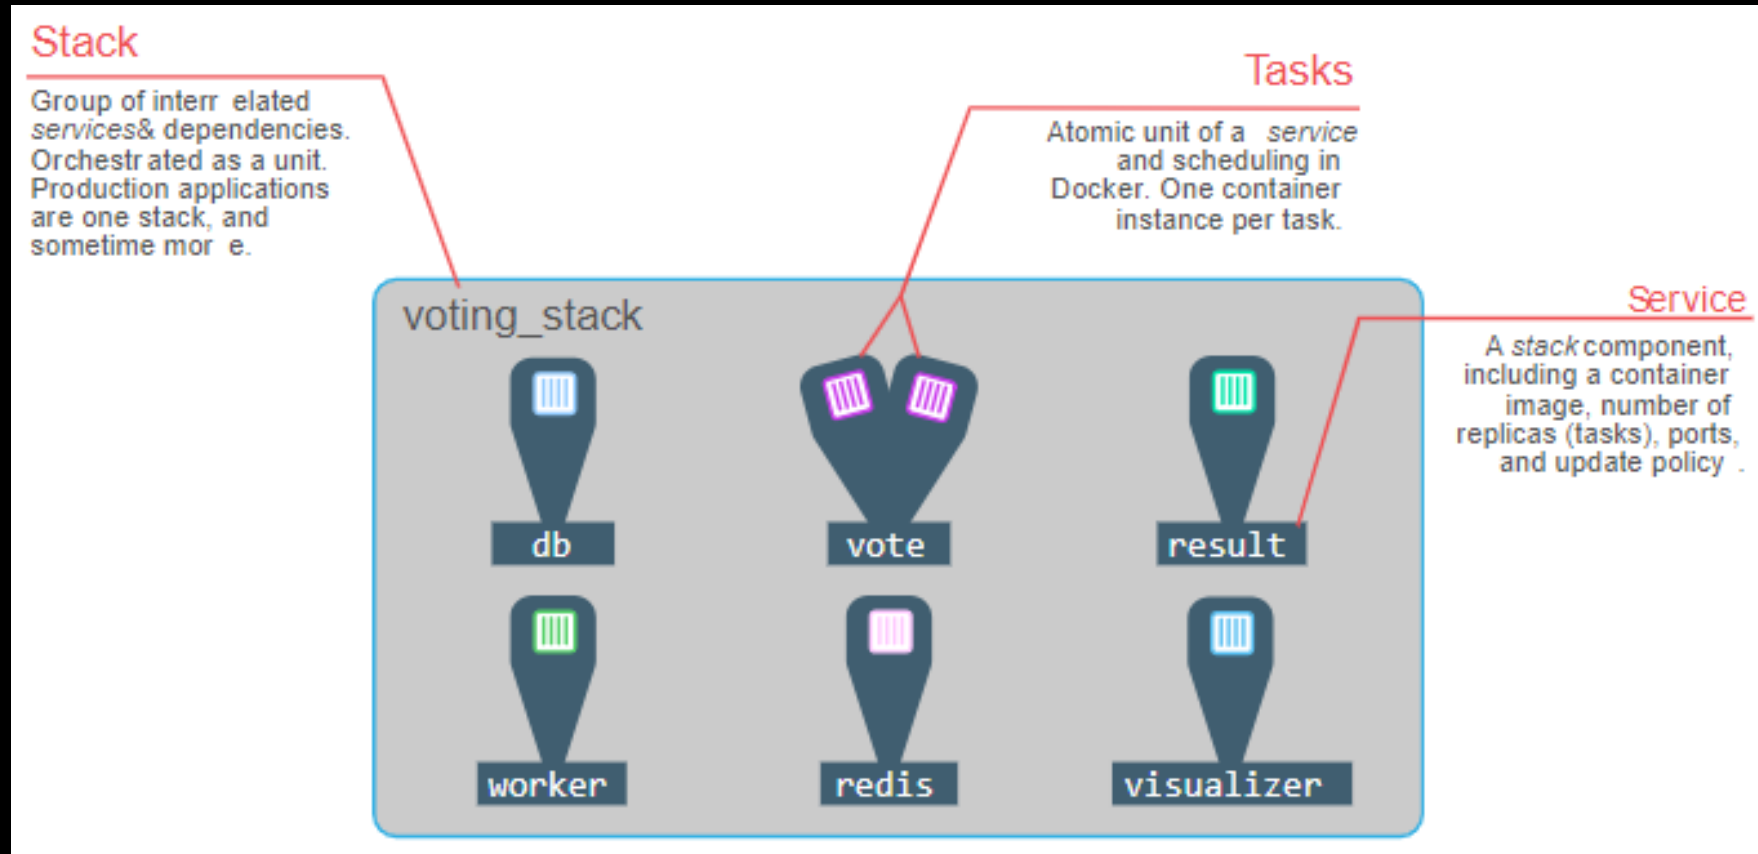 Stack
Group of interr elated
services& dependencies.
Orchestrated as a unit.
Production applications
are one stack, and
sometime mor e.
Tasks
Atomic unit of a service
and scheduling in
Docker. One container
instance per task.
Service
A stack component,
including a container
image, number of
replicas (tasks), ports,
and update policy .
voting_stack
db
vote
result
worker
redis
visualizer